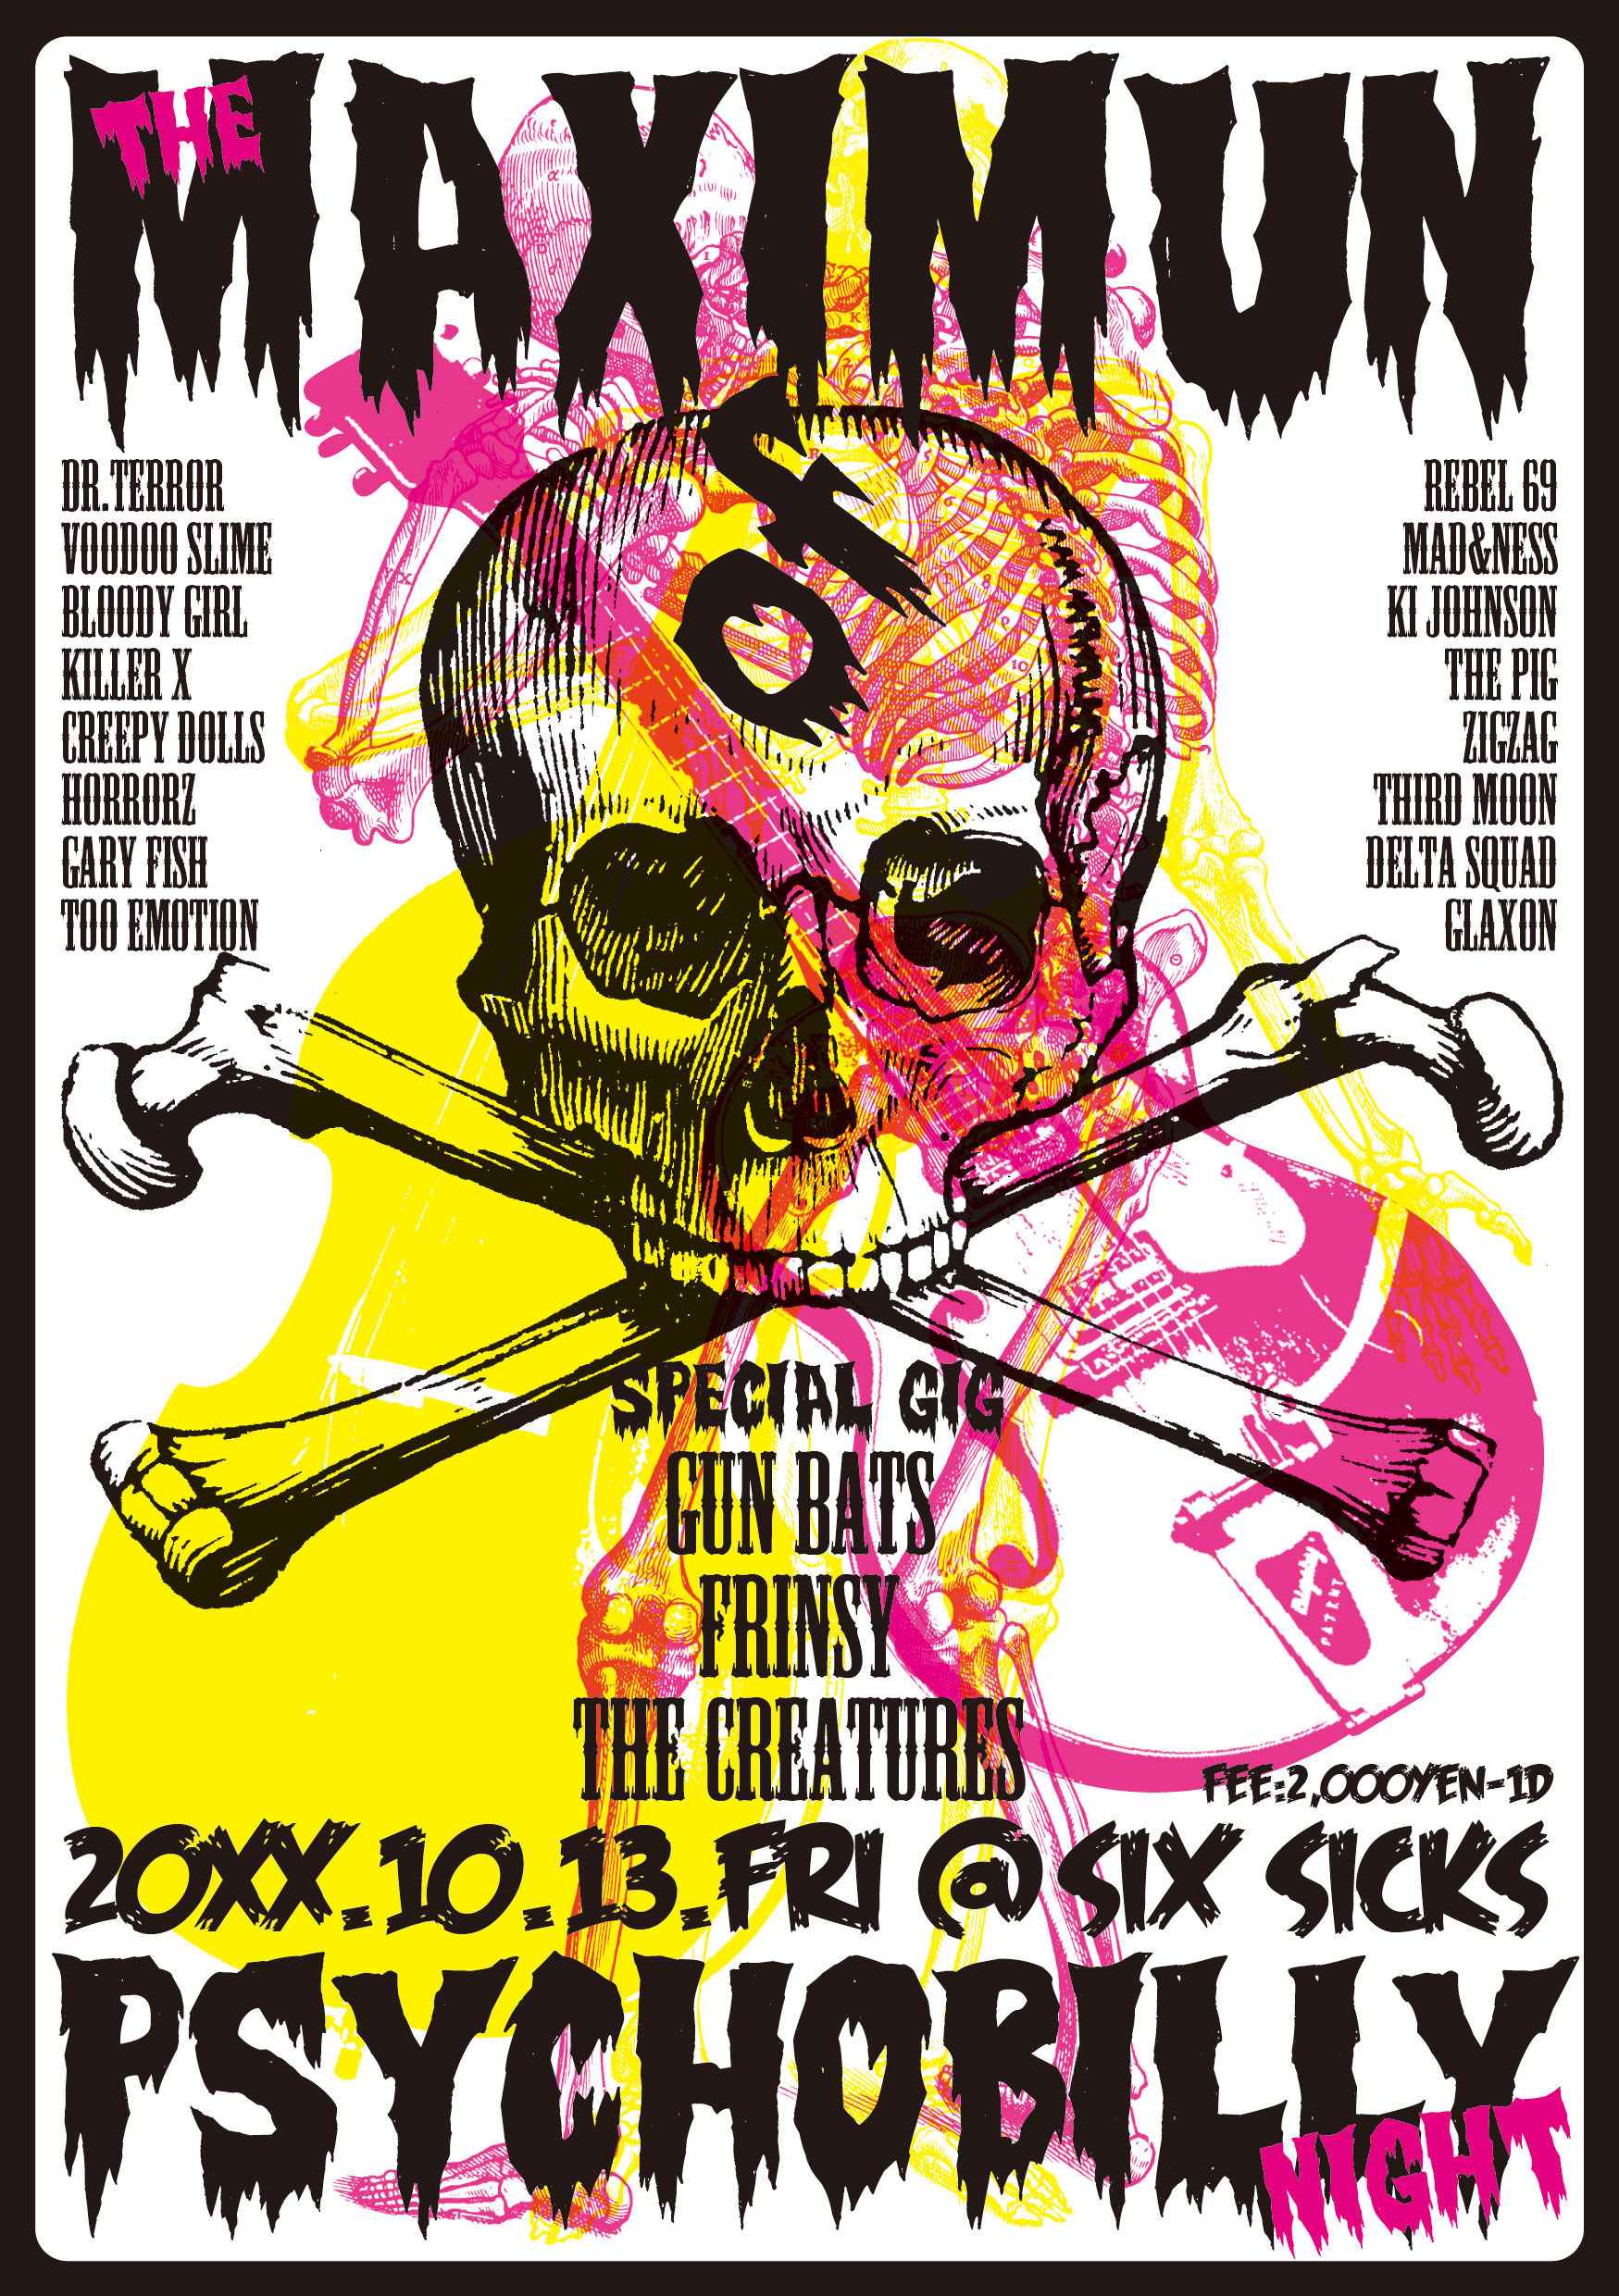 THE
MAXIMUN
OF
DR.TERROR
VOODOO SLIME
BLOODY GIRL
KILLER X
CREEPY DOLLS
HORRORZ
GARY FISH
TOO EMOTION
REBEL 69
MAD&NESS
KI JOHNSON
THE PIG
ZIGZAG
THIRD MOON
DELTA SQUAD
GLAXON
SPECIAL GIG
GUN BATS
FRINSY
THE CREATURES
FEE:2,000YEN-1D
20XX.10.13.FRI @ SIX SICKS
PSYCHOBILLY
NIGHT
PATENT